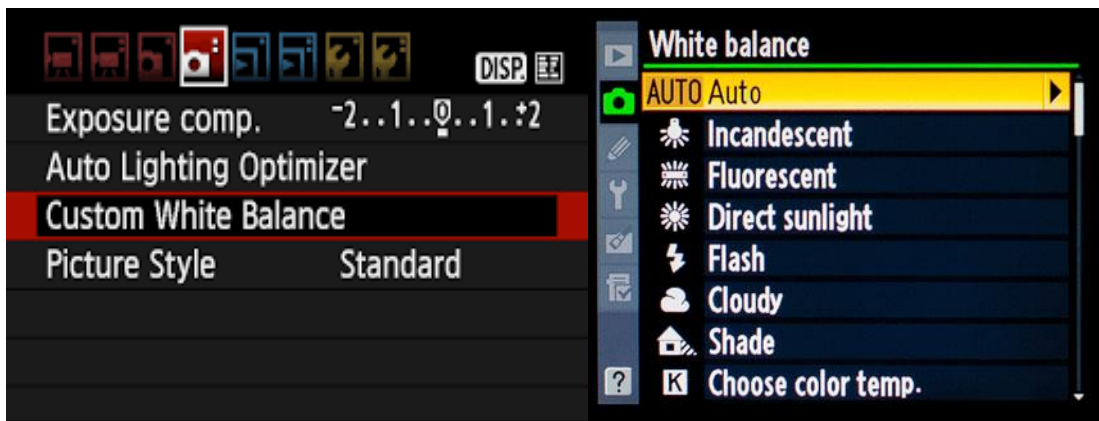 DISP.
Exposure comp. -2..1..0..1..+2
Auto Lighting Optimizer
Custom White Balance
Picture Style Standard
White balance
AUTO Auto
Incandescent
Fluorescent
Direct sunlight
Flash
Cloudy
Shade
K Choose color temp.
?